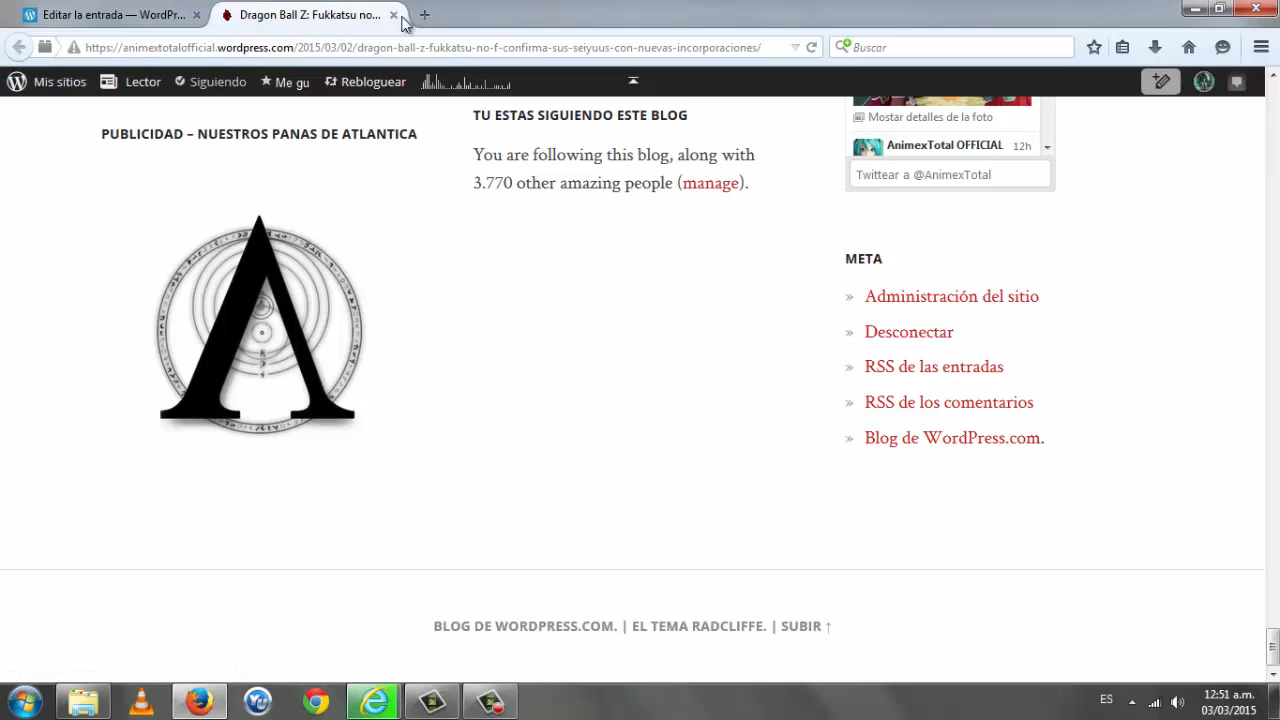 Editar la entrada — WordPr...
Dragon Ball Z: Fukkatsu no...
https://animextotalofficial.wordpress.com/2015/03/02/dragon-ball-z-fukkatsu-no-f-confirma-sus-seiyuus-con-nuevas-incorporaciones/
Buscar
Mis sitios
Lector
Siguiendo
Me gu
Rebloguear
PUBLICIDAD – NUESTROS PANAS DE ATLANTICA
TU ESTAS SIGUIENDO ESTE BLOG
You are following this blog, along with
3.770 other amazing people (manage).
Mostar detalles de la foto
AnimexTotal OFFICIAL 12h
Twittear a @AnimexTotal
META
» Administración del sitio
» Desconectar
» RSS de las entradas
» RSS de los comentarios
» Blog de WordPress.com.
BLOG DE WORDPRESS.COM. | EL TEMA RADCLIFFE. | SUBIR ↑
ES
12:51 a.m.
03/03/2015